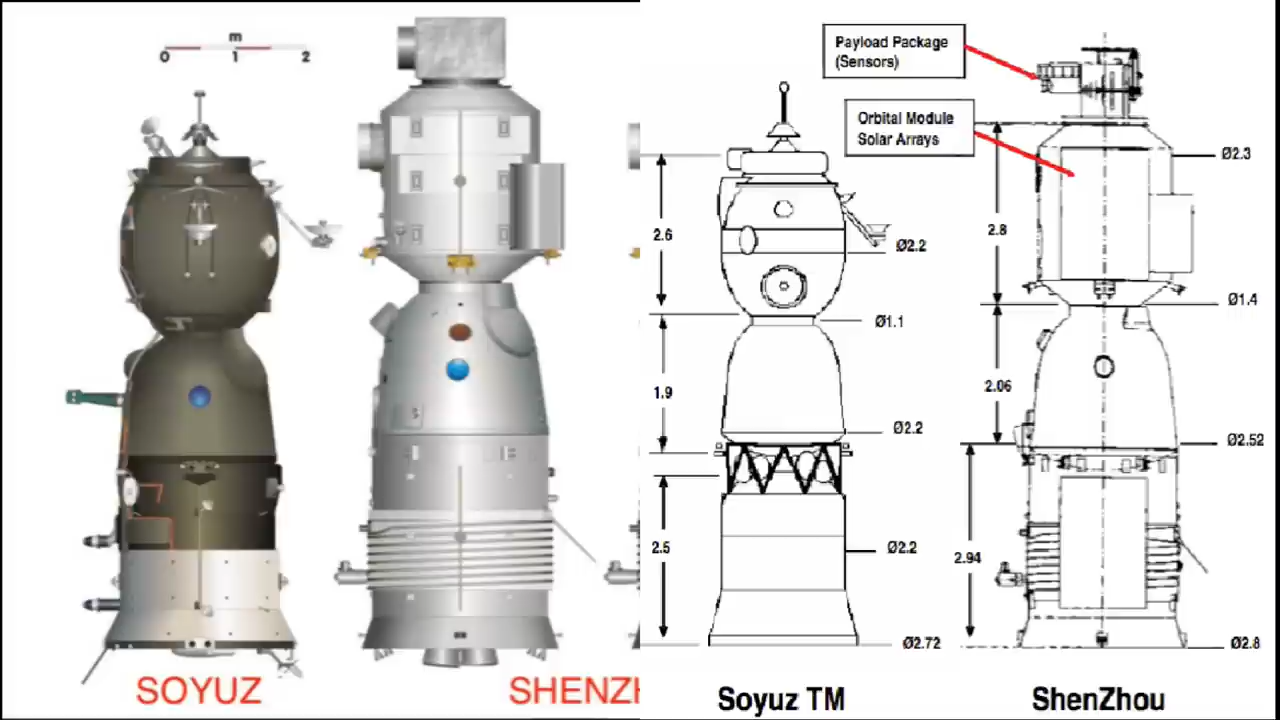 m
0 1 2
SOYUZ
SHENZH
Payload Package
(Sensors)
Orbital Module
Solar Arrays
2.6
Ø2.2
Ø1.1
1.9
Ø2.2
2.5
Ø2.2
Ø2.72
Soyuz TM
Ø2.3
2.8
Ø1.4
2.06
Ø2.52
2.94
Ø2.8
ShenZhou